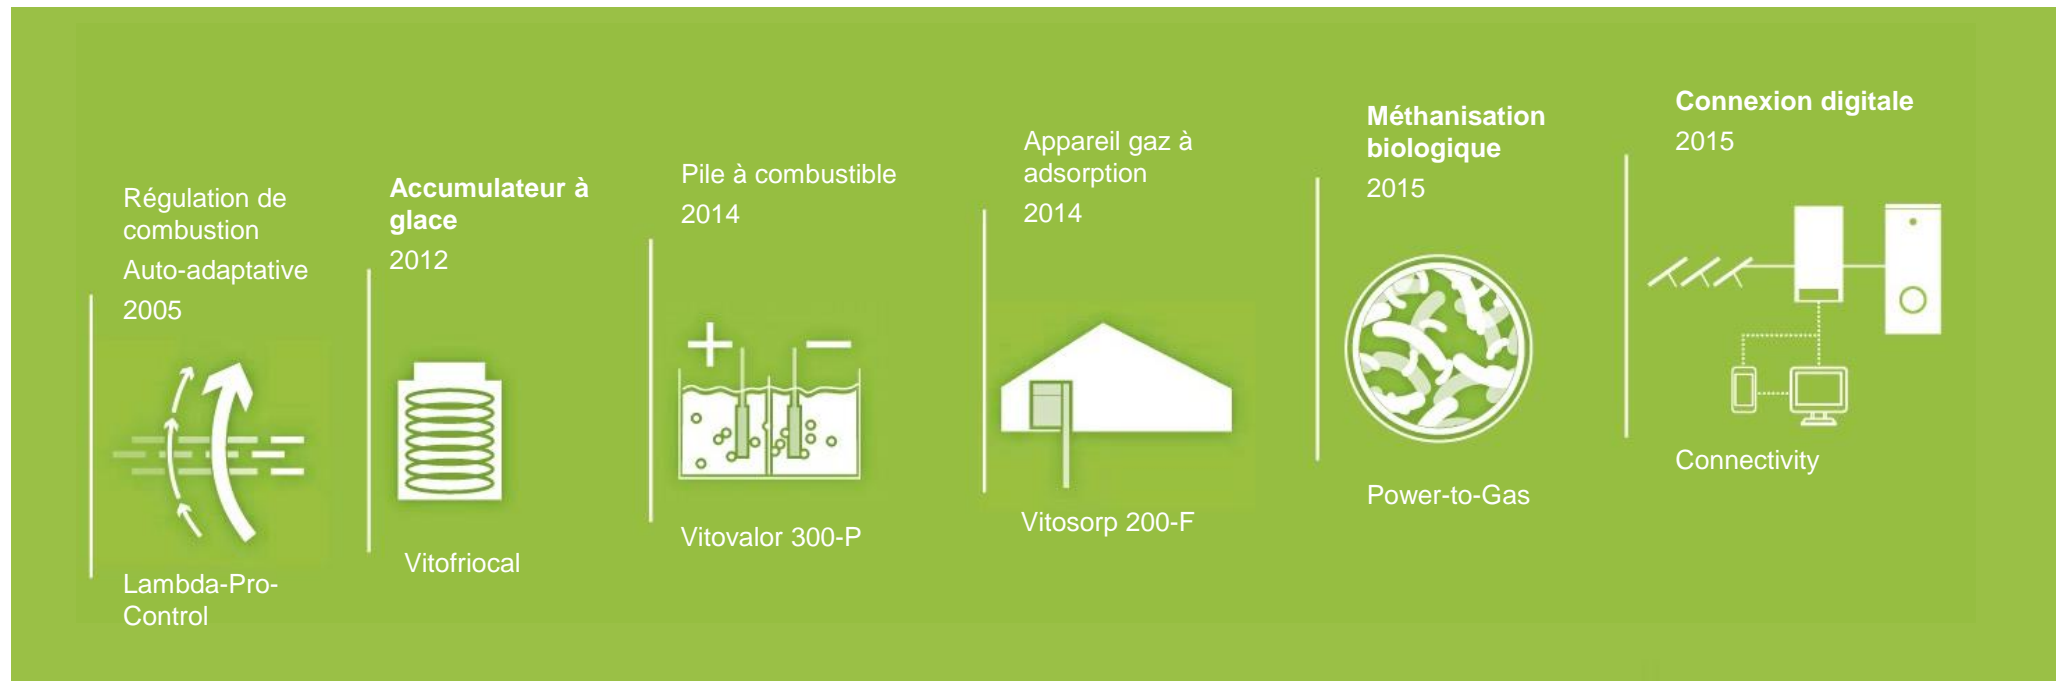 Régulation de
combustion
Auto-adaptative
2005
Lambda-Pro-
Control
Accumulateur à
glace
2012
Vitofriocal
Pile à combustible
2014
Vitovalor 300-P
Appareil gaz à
adsorption
2014
Vitosorp 200-F
Méthanisation
biologique
2015
Power-to-Gas
Connexion digitale
2015
Connectivity